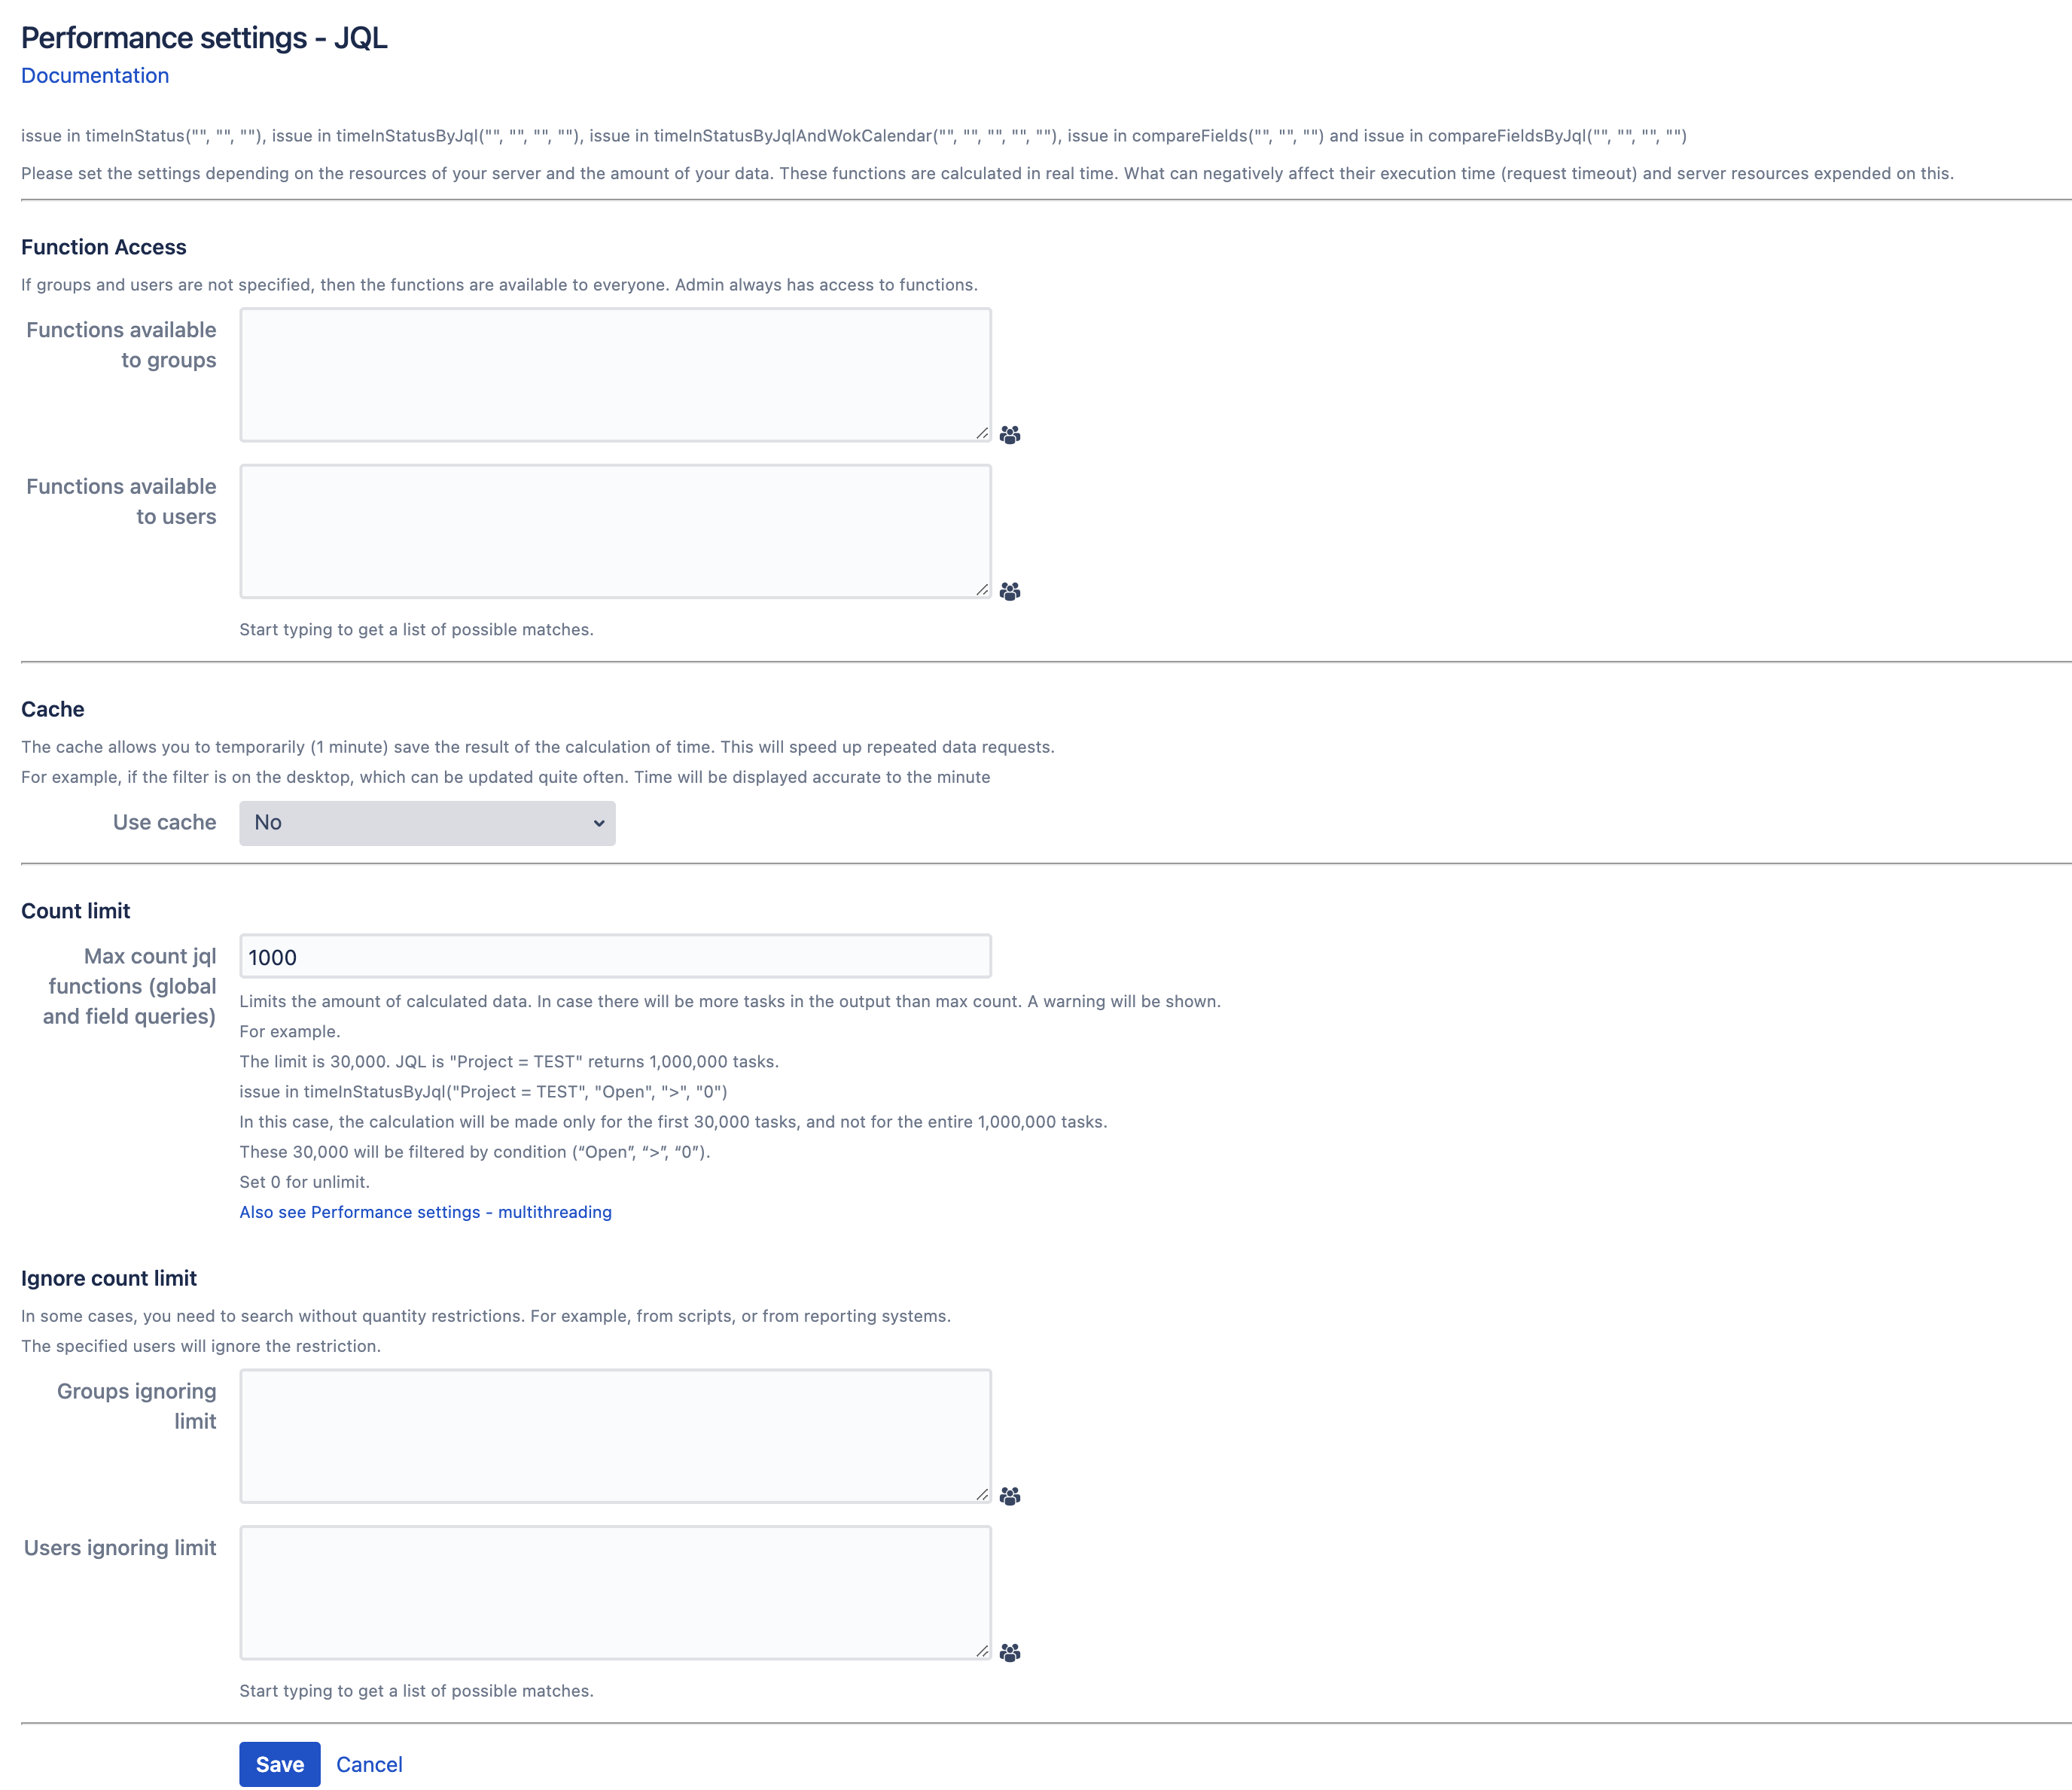 Performance settings - JQL
Documentation
issue in timeInStatus("", "", ""), issue in timeInStatusByJql("", "", "", ""), issue in timeInStatusByJqlAndWokCalendar("", "", "", "", ""), issue in compareFields("", "", "") and issue in compareFieldsByJql("", "", "", "")
Please set the settings depending on the resources of your server and the amount of your data. These functions are calculated in real time. What can negatively affect their execution time (request timeout) and server resources expended on this.
Function Access
If groups and users are not specified, then the functions are available to everyone. Admin always has access to functions.
Functions available
to groups
Functions available
to users
Start typing to get a list of possible matches.
Cache
The cache allows you to temporarily (1 minute) save the result of the calculation of time. This will speed up repeated data requests.
For example, if the filter is on the desktop, which can be updated quite often. Time will be displayed accurate to the minute
Use cache
No
Count limit
Max count jql
functions (global
and field queries)
1000
Limits the amount of calculated data. In case there will be more tasks in the output than max count. A warning will be shown.
For example.
The limit is 30,000. JQL is "Project = TEST" returns 1,000,000 tasks.
issue in timeInStatusByJql("Project = TEST", "Open", ">", "0")
In this case, the calculation will be made only for the first 30,000 tasks, and not for the entire 1,000,000 tasks.
These 30,000 will be filtered by condition (“Open”, “>”, “0”).
Set 0 for unlimit.
Also see Performance settings - multithreading
Ignore count limit
In some cases, you need to search without quantity restrictions. For example, from scripts, or from reporting systems.
The specified users will ignore the restriction.
Groups ignoring
limit
Users ignoring limit
Start typing to get a list of possible matches.
Save
Cancel